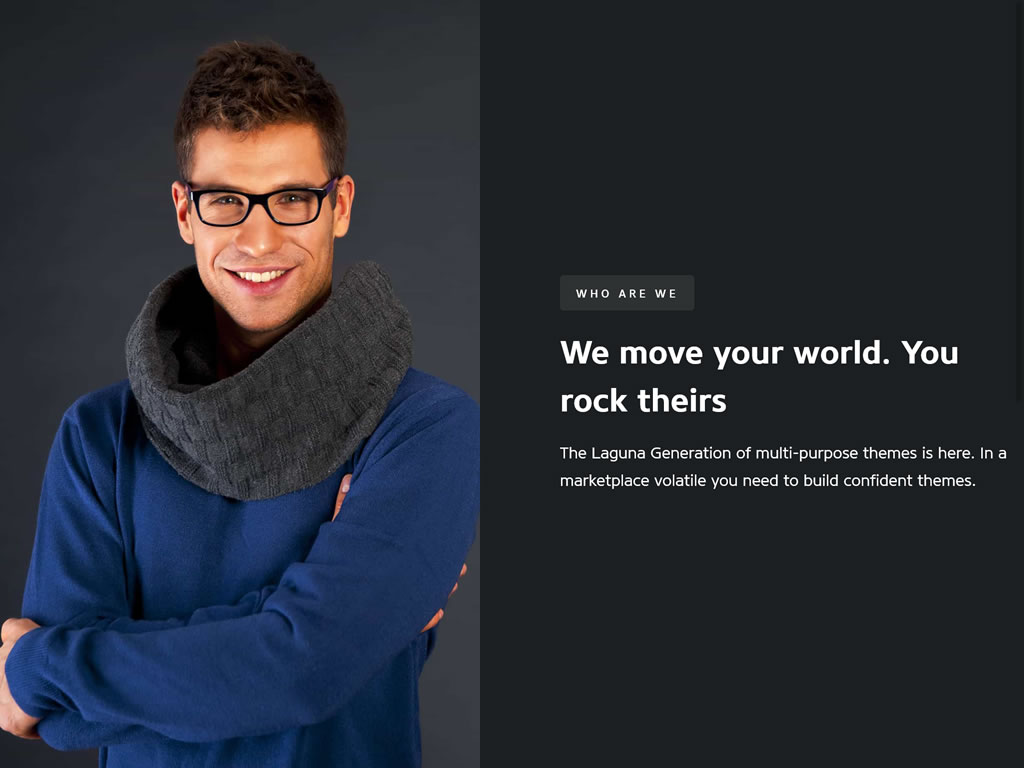 WHO ARE WE
We move your world. You
rock theirs
The Laguna Generation of multi-purpose themes is here. In a
marketplace volatile you need to build confident themes.